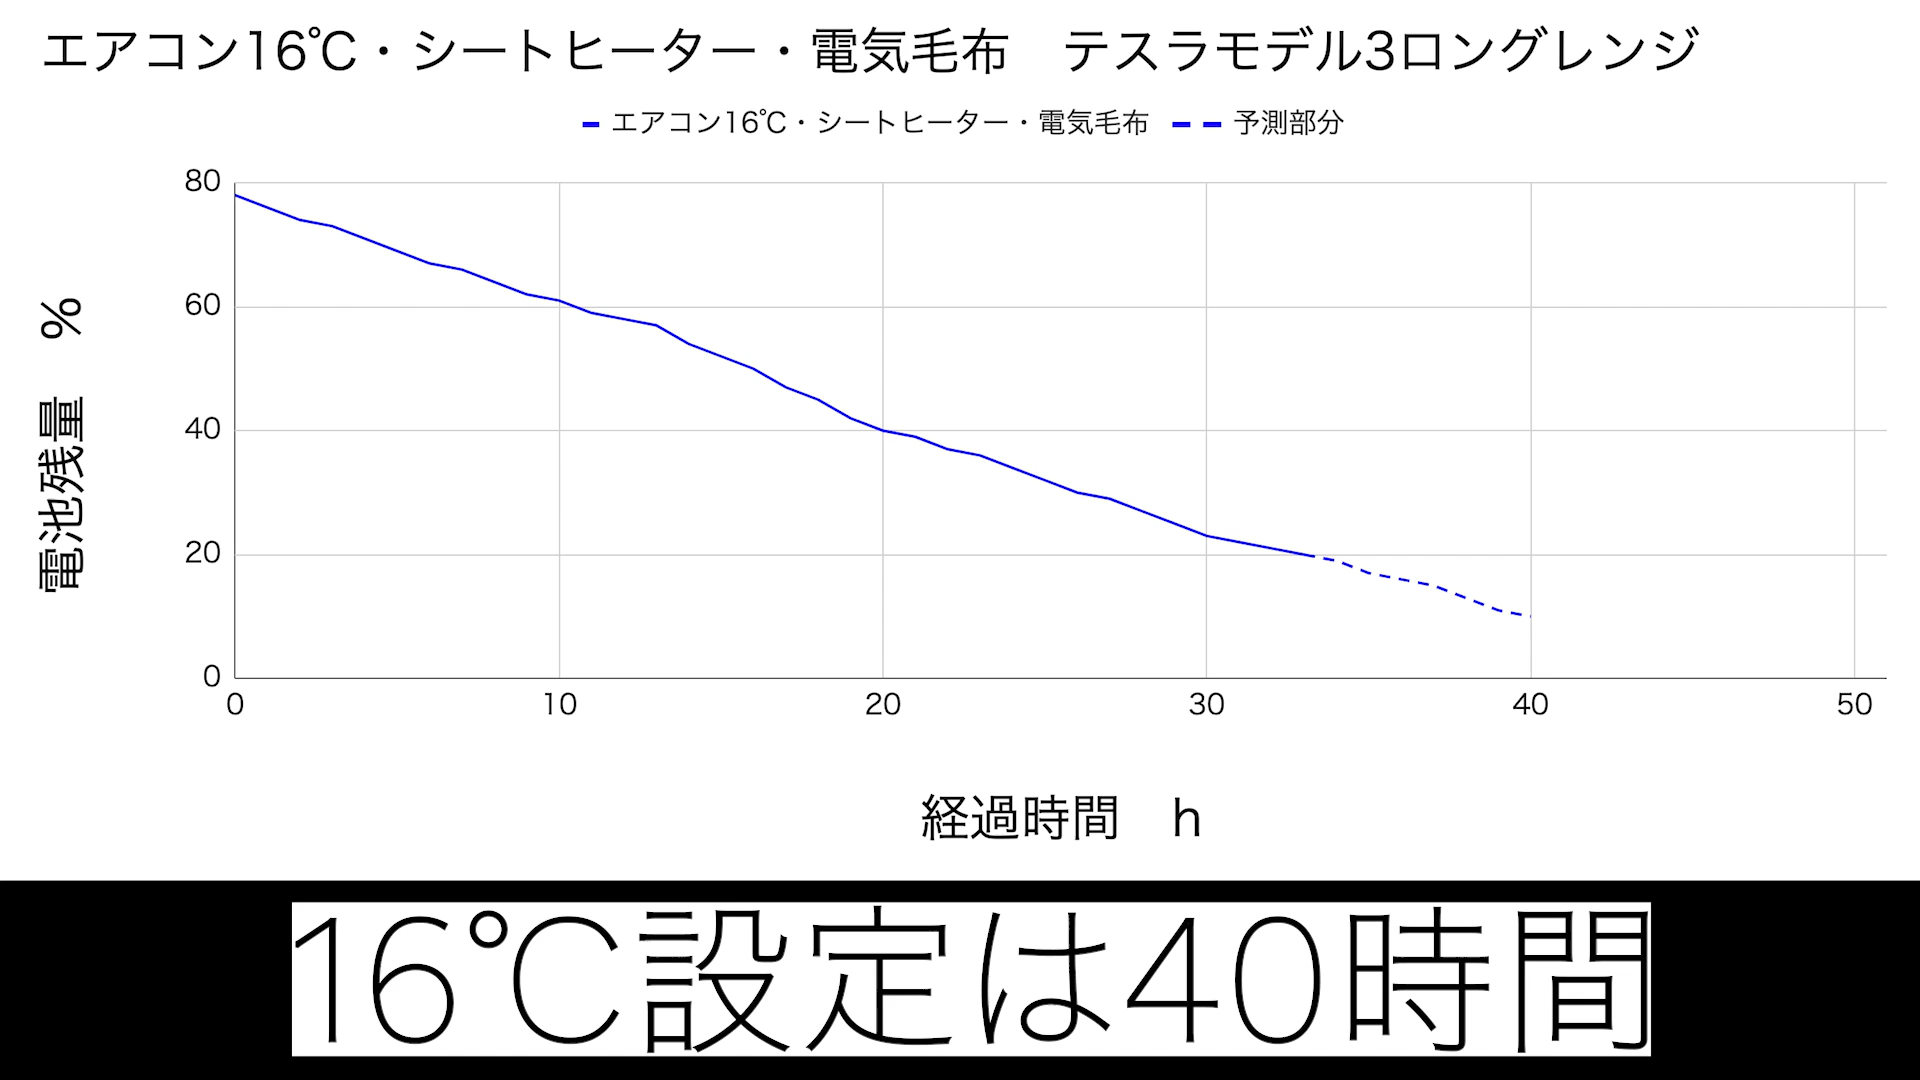 エアコン16℃・シートヒーター・電気毛布　テスラモデル3ロングレンジ
エアコン16℃・シートヒーター・電気毛布　予測部分
電池残量　%
80
60
40
20
0
0 10 20 30 40 50
経過時間　h
16℃設定は40時間